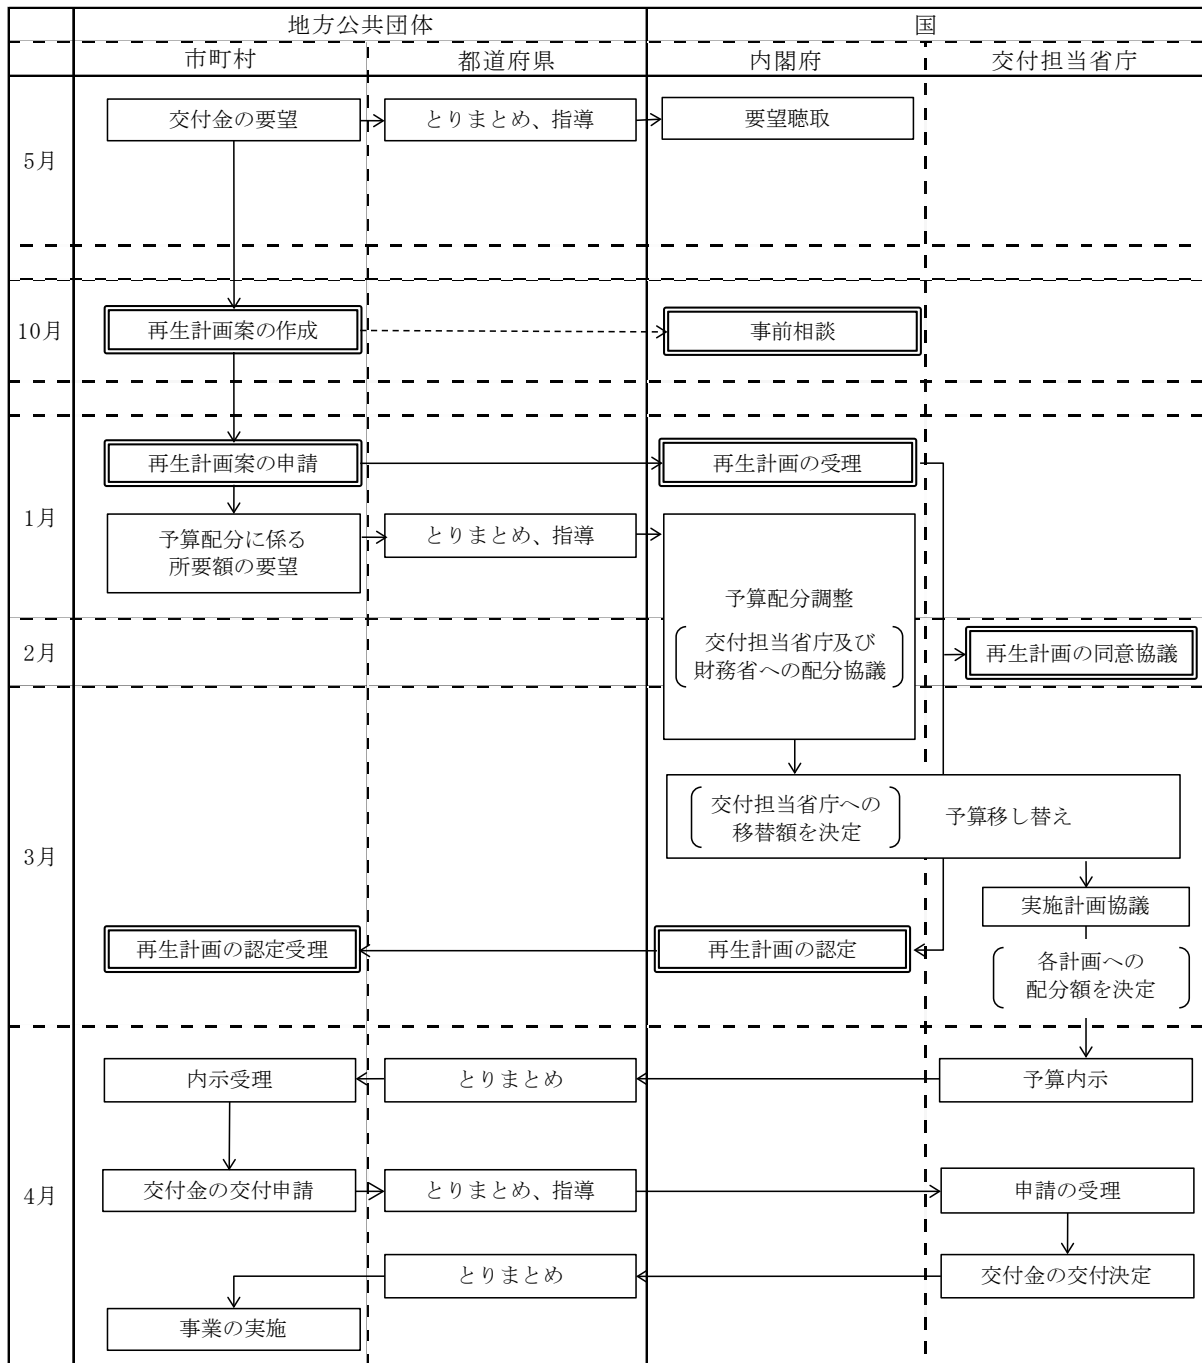 地方公共団体
国
市町村
都道府県
内閣府
交付担当省庁
5月
交付金の要望
とりまとめ、指導
要望聴取
10月
再生計画案の作成
事前相談
1月
再生計画案の申請
再生計画の受理
予算配分に係る
所要額の要望
とりまとめ、指導
予算配分調整
2月
交付担当省庁及び
財務省への配分協議
再生計画の同意協議
3月
交付担当省庁への
移替額を決定
予算移し替え
実施計画協議
再生計画の認定受理
再生計画の認定
各計画への
配分額を決定
4月
内示受理
とりまとめ
予算内示
交付金の交付申請
とりまとめ、指導
申請の受理
とりまとめ
交付金の交付決定
事業の実施